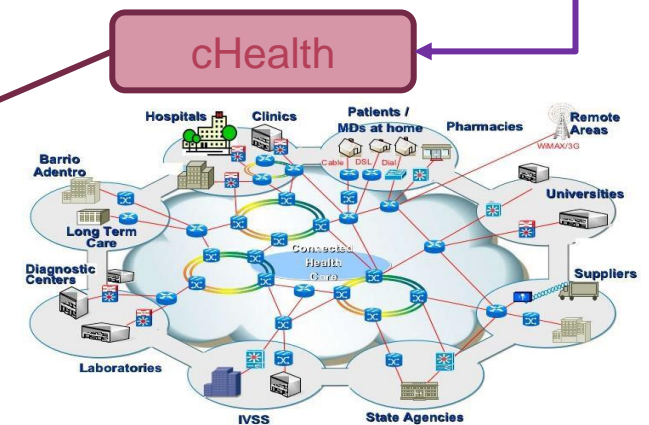 cHealth
Hospitals
Clinics
Patients /
MDs at home
Pharmacies
Remote
Areas
WiMAX/3G
Cable
DSL
Dial
Barrio
Adentro
Universities
Long Term
Care
Connected
Health
Care
Diagnostic
Centers
Suppliers
Laboratories
IVSS
State Agencies